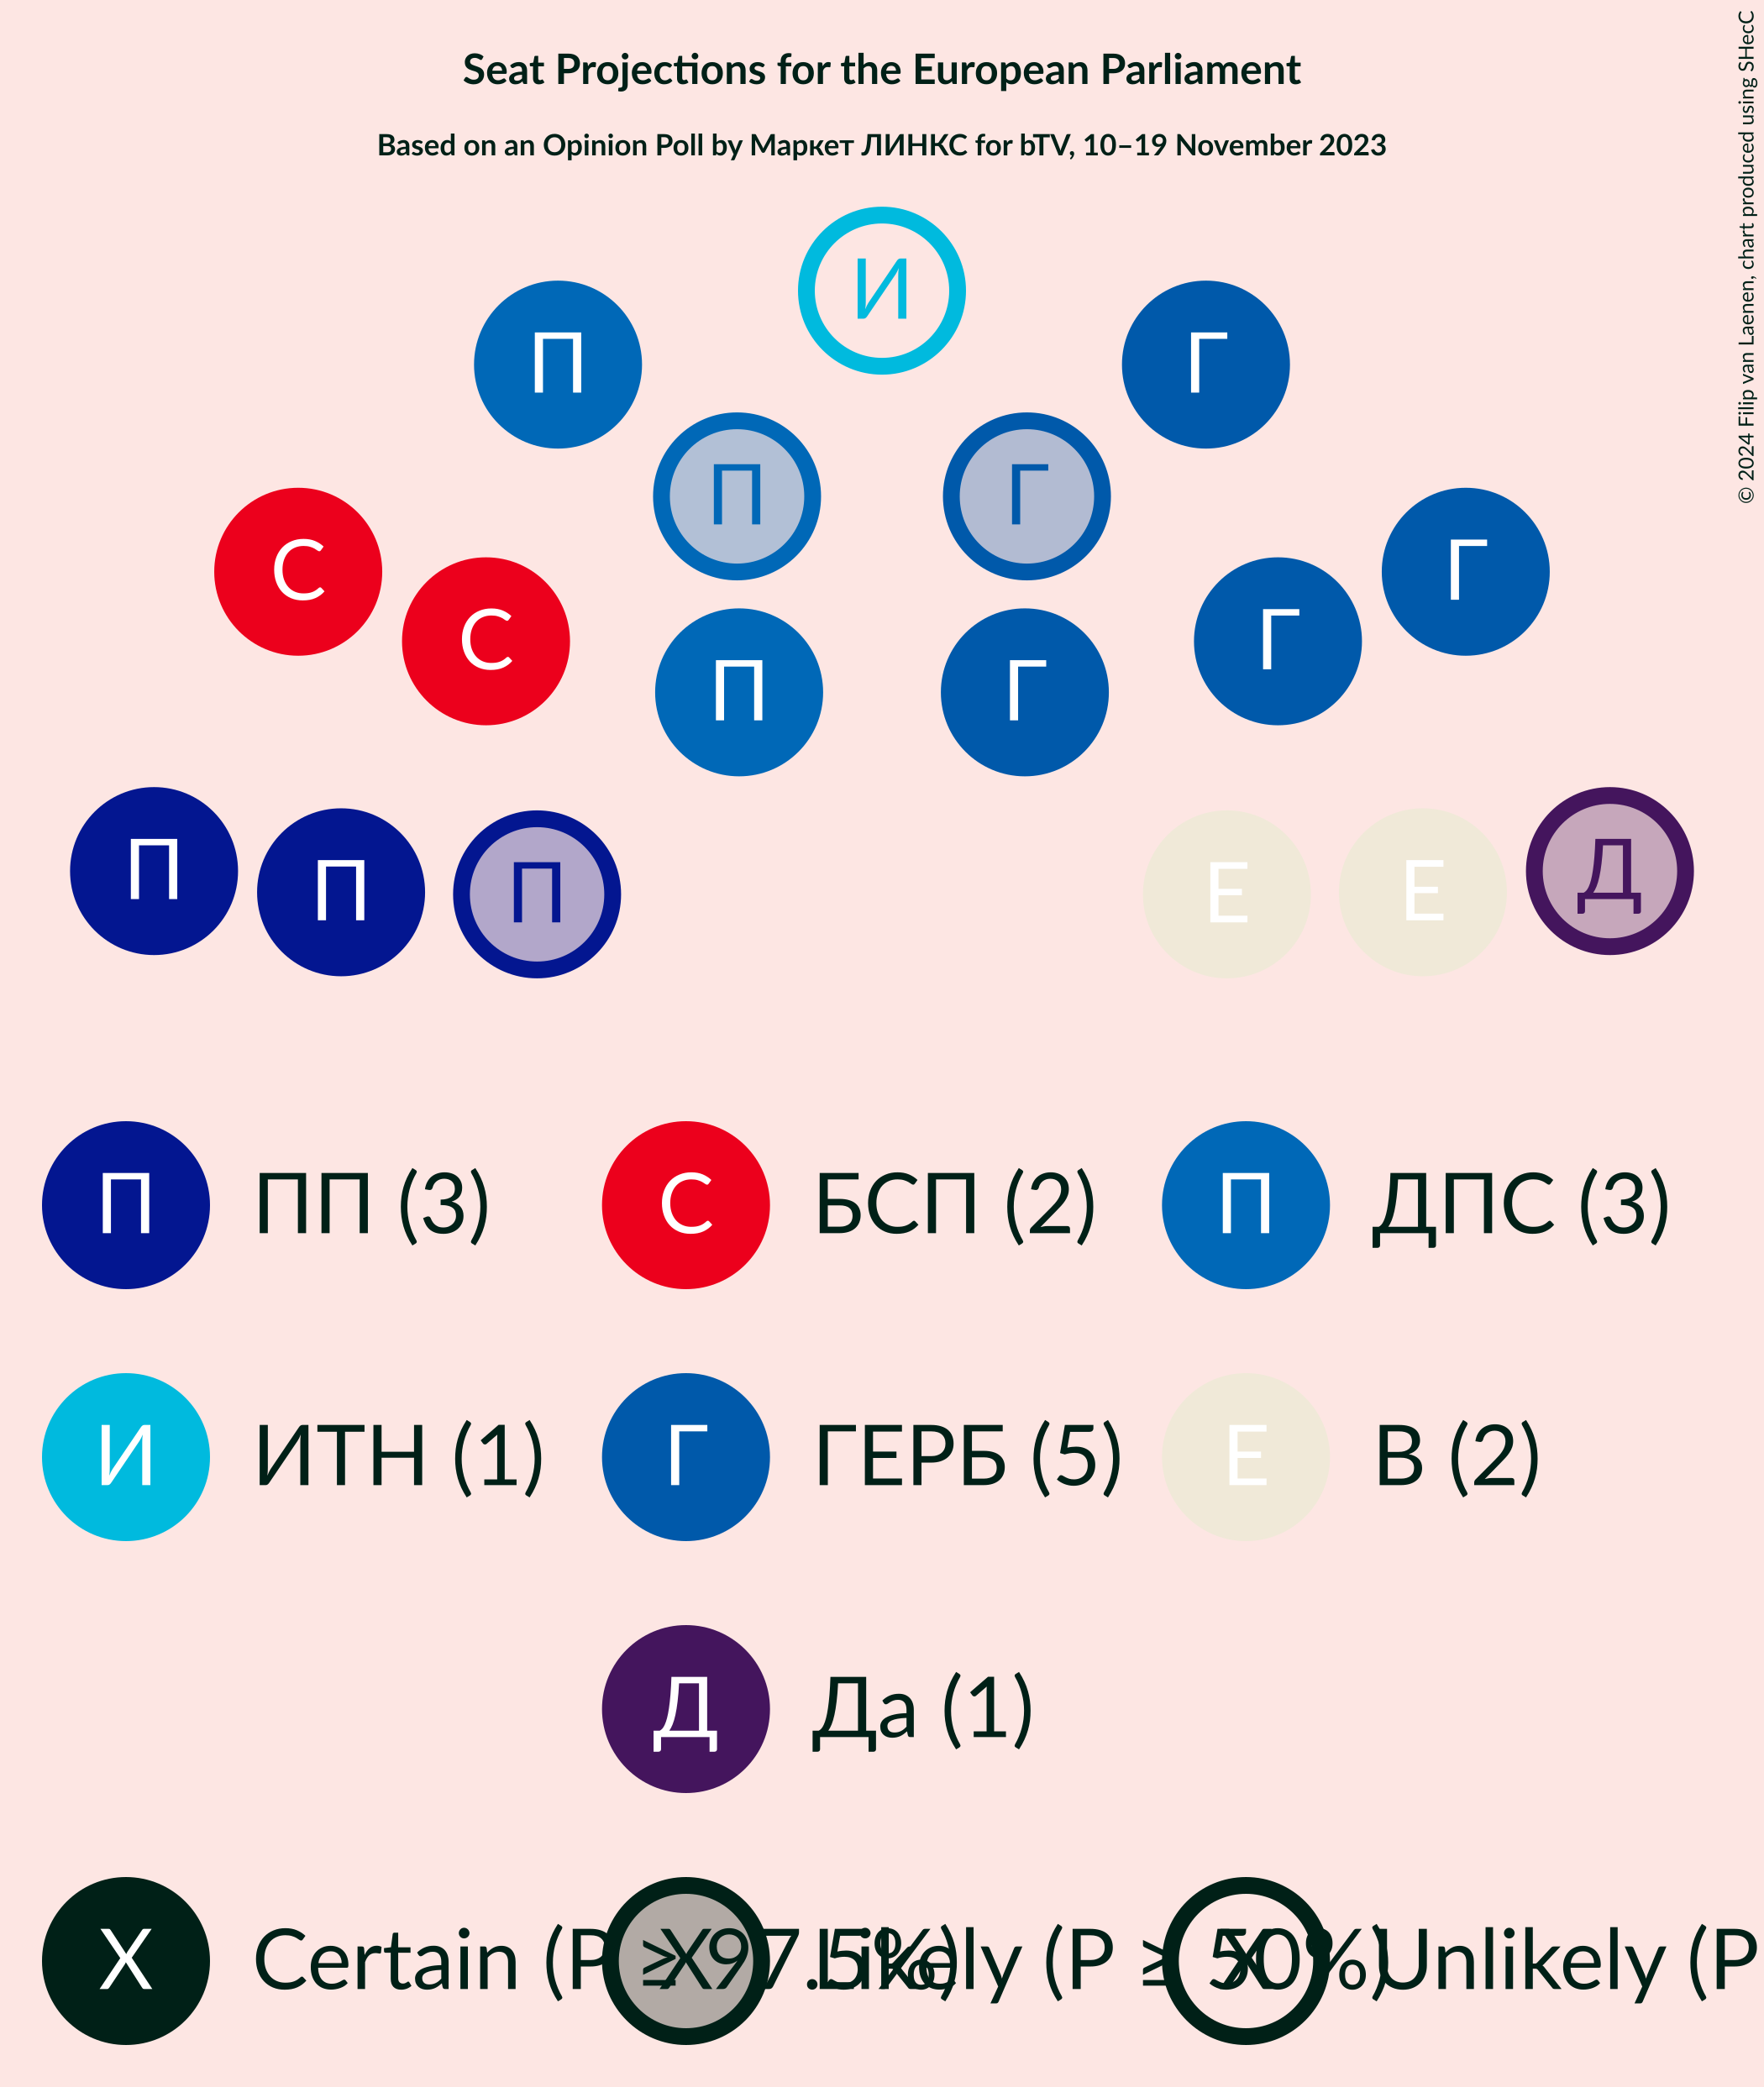 Seat Projections for the European Parliament
Based on an Opinion Poll by Маркет ЛИНКС for bTV, 10–19 November 2023
© 2024 Filip van Laenen, chart produced using SHecC
И
П
Г
П
Г
С
Г
С
Г
П
Г
П
П
П
Е
Е
Д
П ПП (3) С БСП (2) П ДПС (3)
И ИТН (1) Г ГЕРБ (5) Е В (2)
Д Да (1)
X Certain (P ≥ 97.5%) X Likely (P ≥ 50%) X Unlikely (P